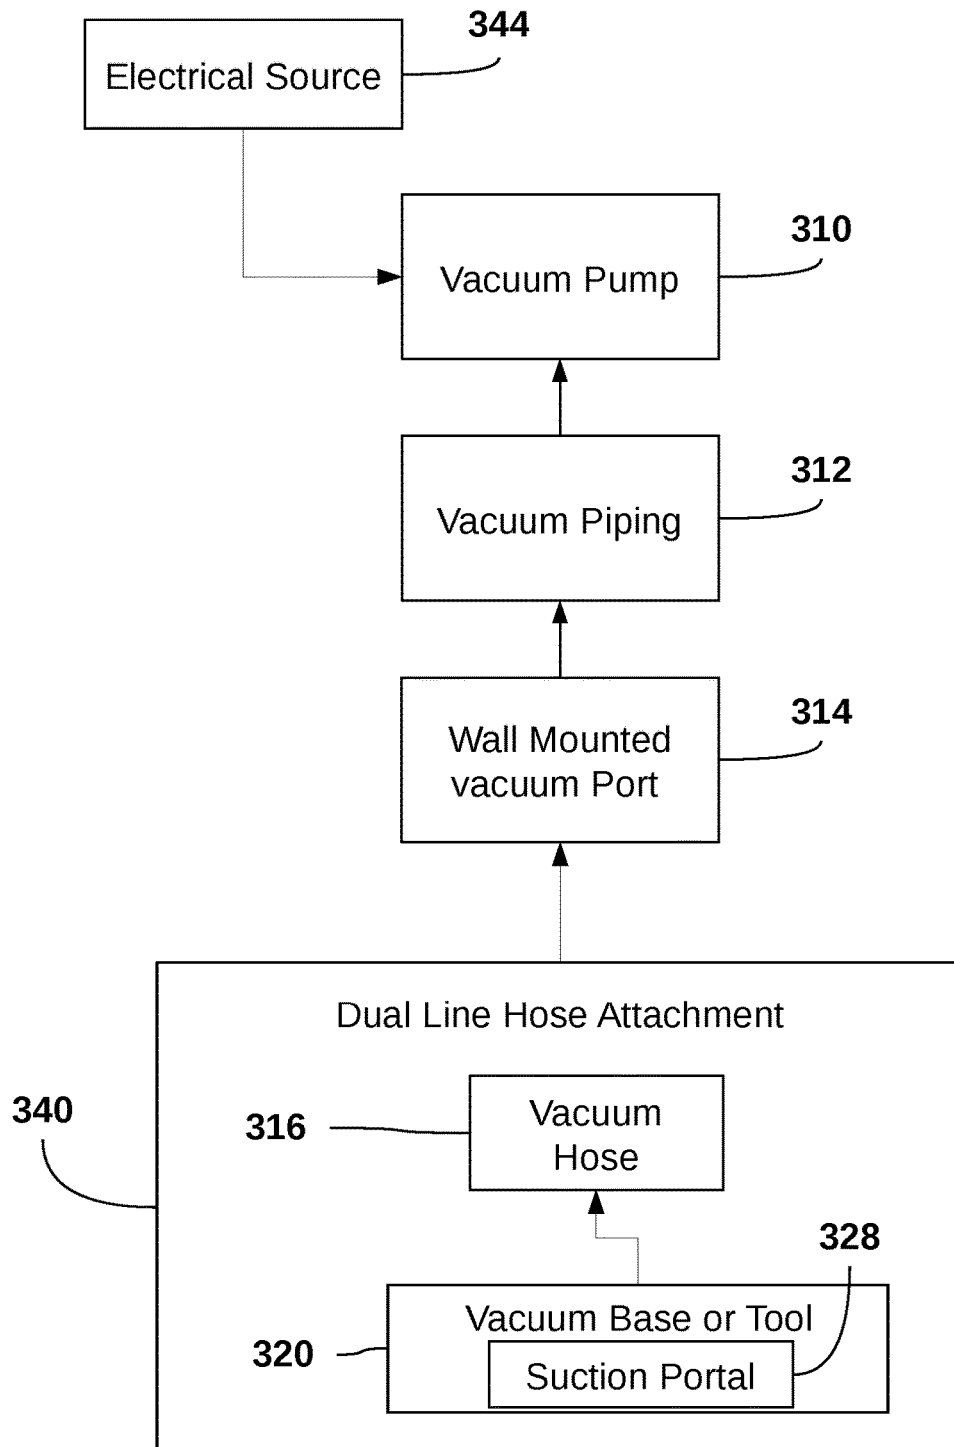 344
Electrical Source
310
Vacuum Pump
312
Vacuum Piping
314
Wall Mounted
vacuum Port
Dual Line Hose Attachment
340
316
Vacuum
Hose
328
Vacuum Base or Tool
320
Suction Portal